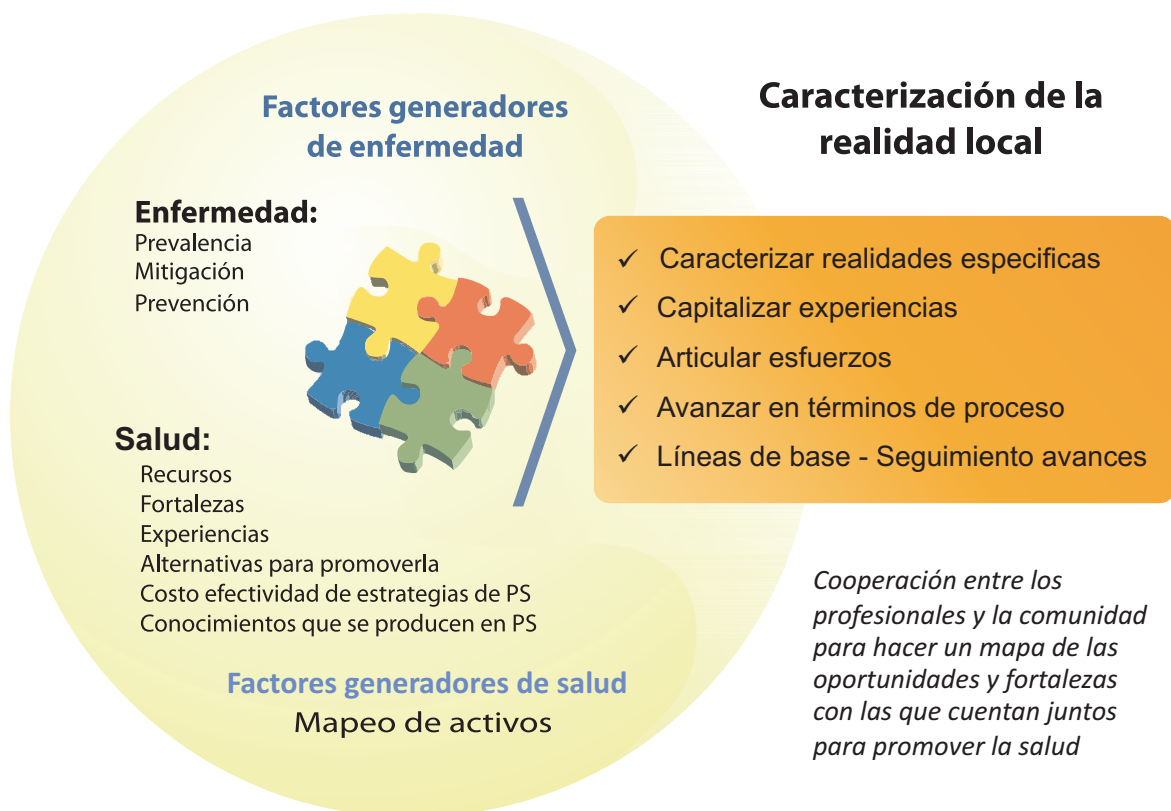 Factores generadores
de enfermedad
Enfermedad:
Prevalencia
Mitigación
Prevención
Salud:
Recursos
Fortalezas
Experiencias
Alternativas para promoverla
Costo efectividad de estrategias de PS
Conocimientos que se producen en PS
Factores generadores de salud
Mapeo de activos
Caracterización de la
realidad local
✓ Caracterizar realidades especificas
✓ Capitalizar experiencias
✓ Articular esfuerzos
✓ Avanzar en términos de proceso
✓ Líneas de base - Seguimiento avances
Cooperación entre los
profesionales y la comunidad
para hacer un mapa de las
oportunidades y fortalezas
con las que cuentan juntos
para promover la salud